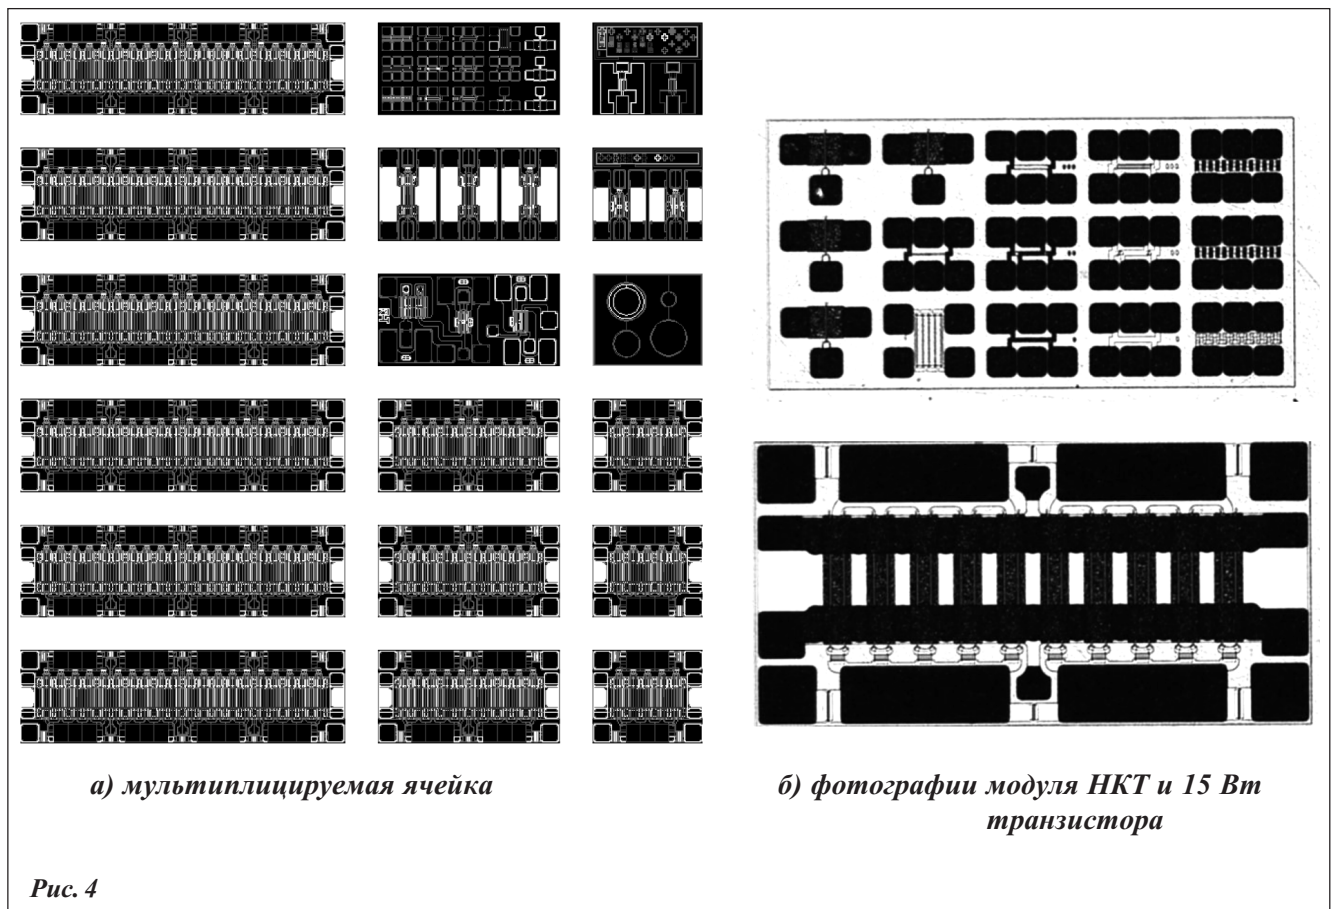 а) мультиплицируемая ячейка
б) фотографии модуля НКТ и 15 Вт
транзистора
Рис. 4